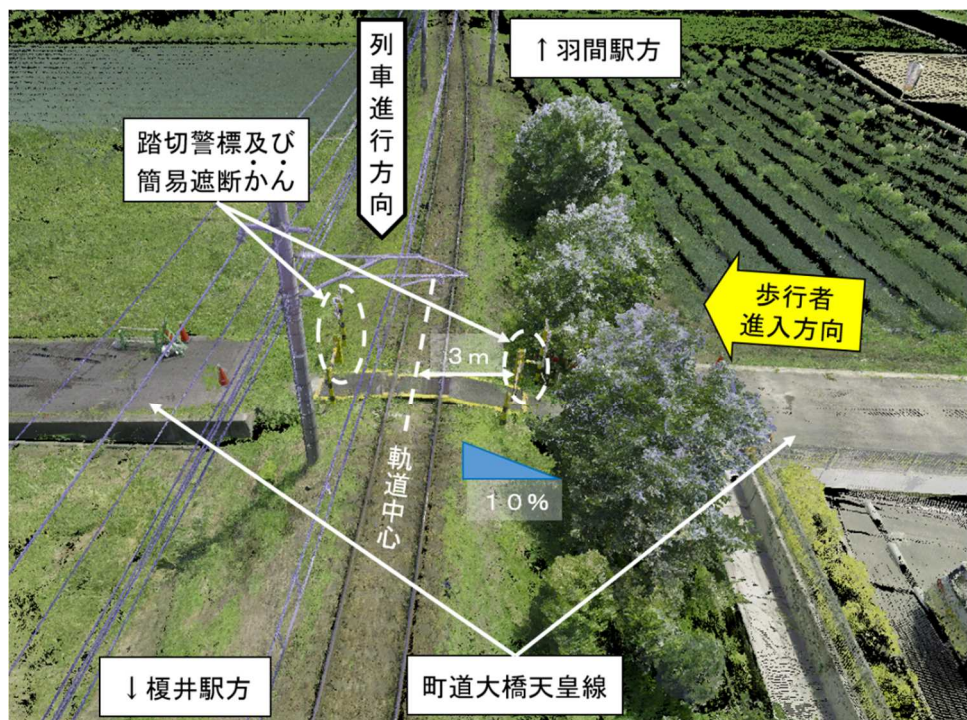 列車進行方向
↑羽間駅方
踏切警標及び
簡易遮断かん
歩行者
進入方向
3m
軌道中心
10%
↓榎井駅方
町道大橋天皇線